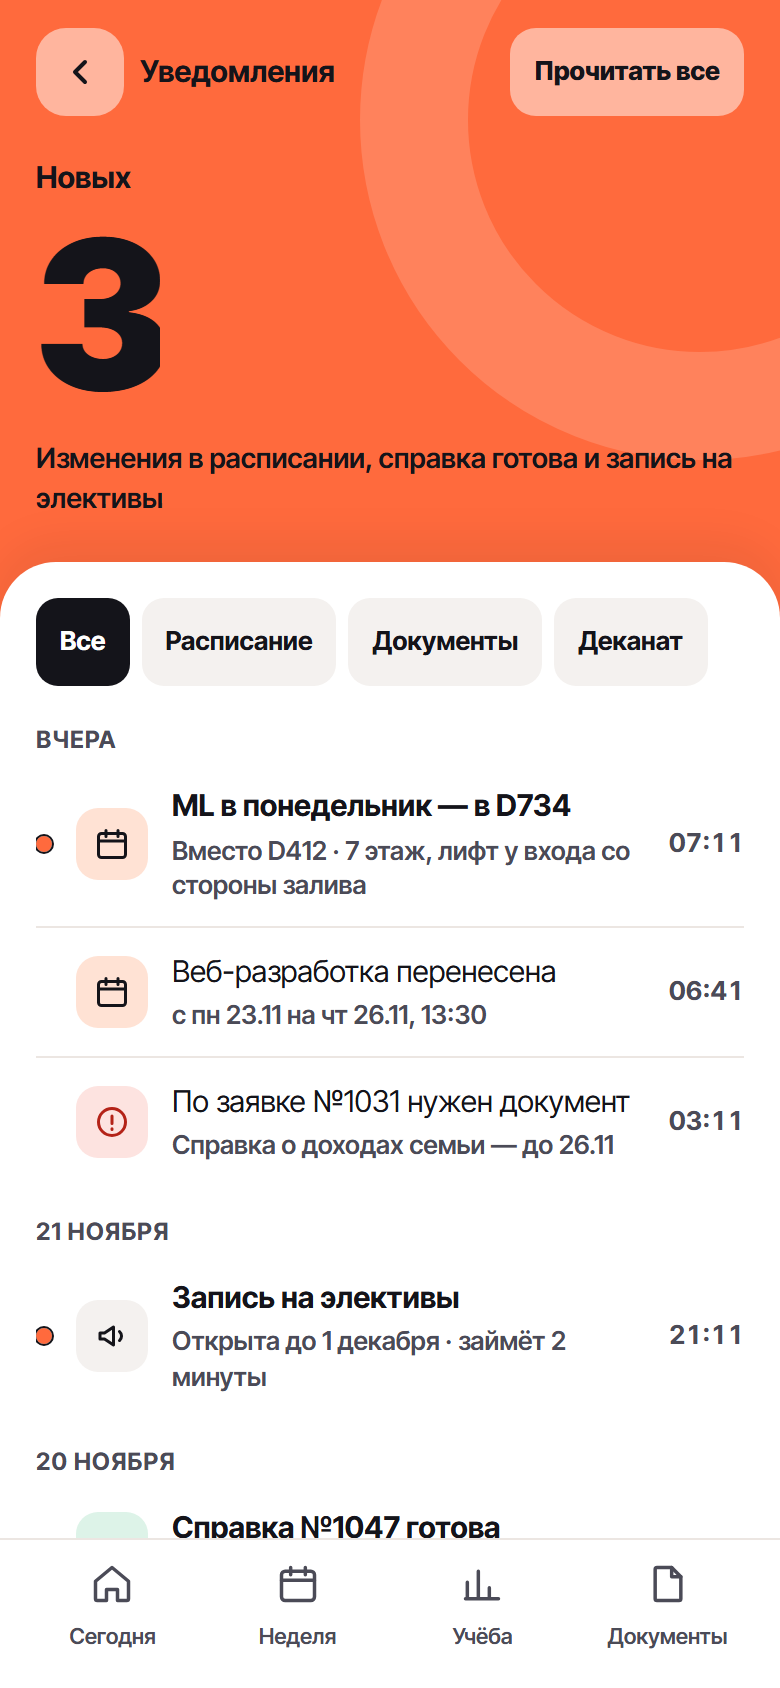 Уведомления
Прочитать все
Новых
3
Изменения в расписании, справка готова и запись на
элективы
Все
Расписание
Документы
Деканат
ВЧЕРА
ML в понедельник — в D734
Вместо D412 · 7 этаж, лифт у входа со
стороны залива
07:11
Веб-разработка перенесена
с пн 23.11 на чт 26.11, 13:30
06:41
По заявке №1031 нужен документ
Справка о доходах семьи — до 26.11
03:11
21 НОЯБРЯ
Запись на элективы
Открыта до 1 декабря · займёт 2
минуты
21:11
20 НОЯБРЯ
Справка №1047 готова
Сегодня
Неделя
Учёба
Документы